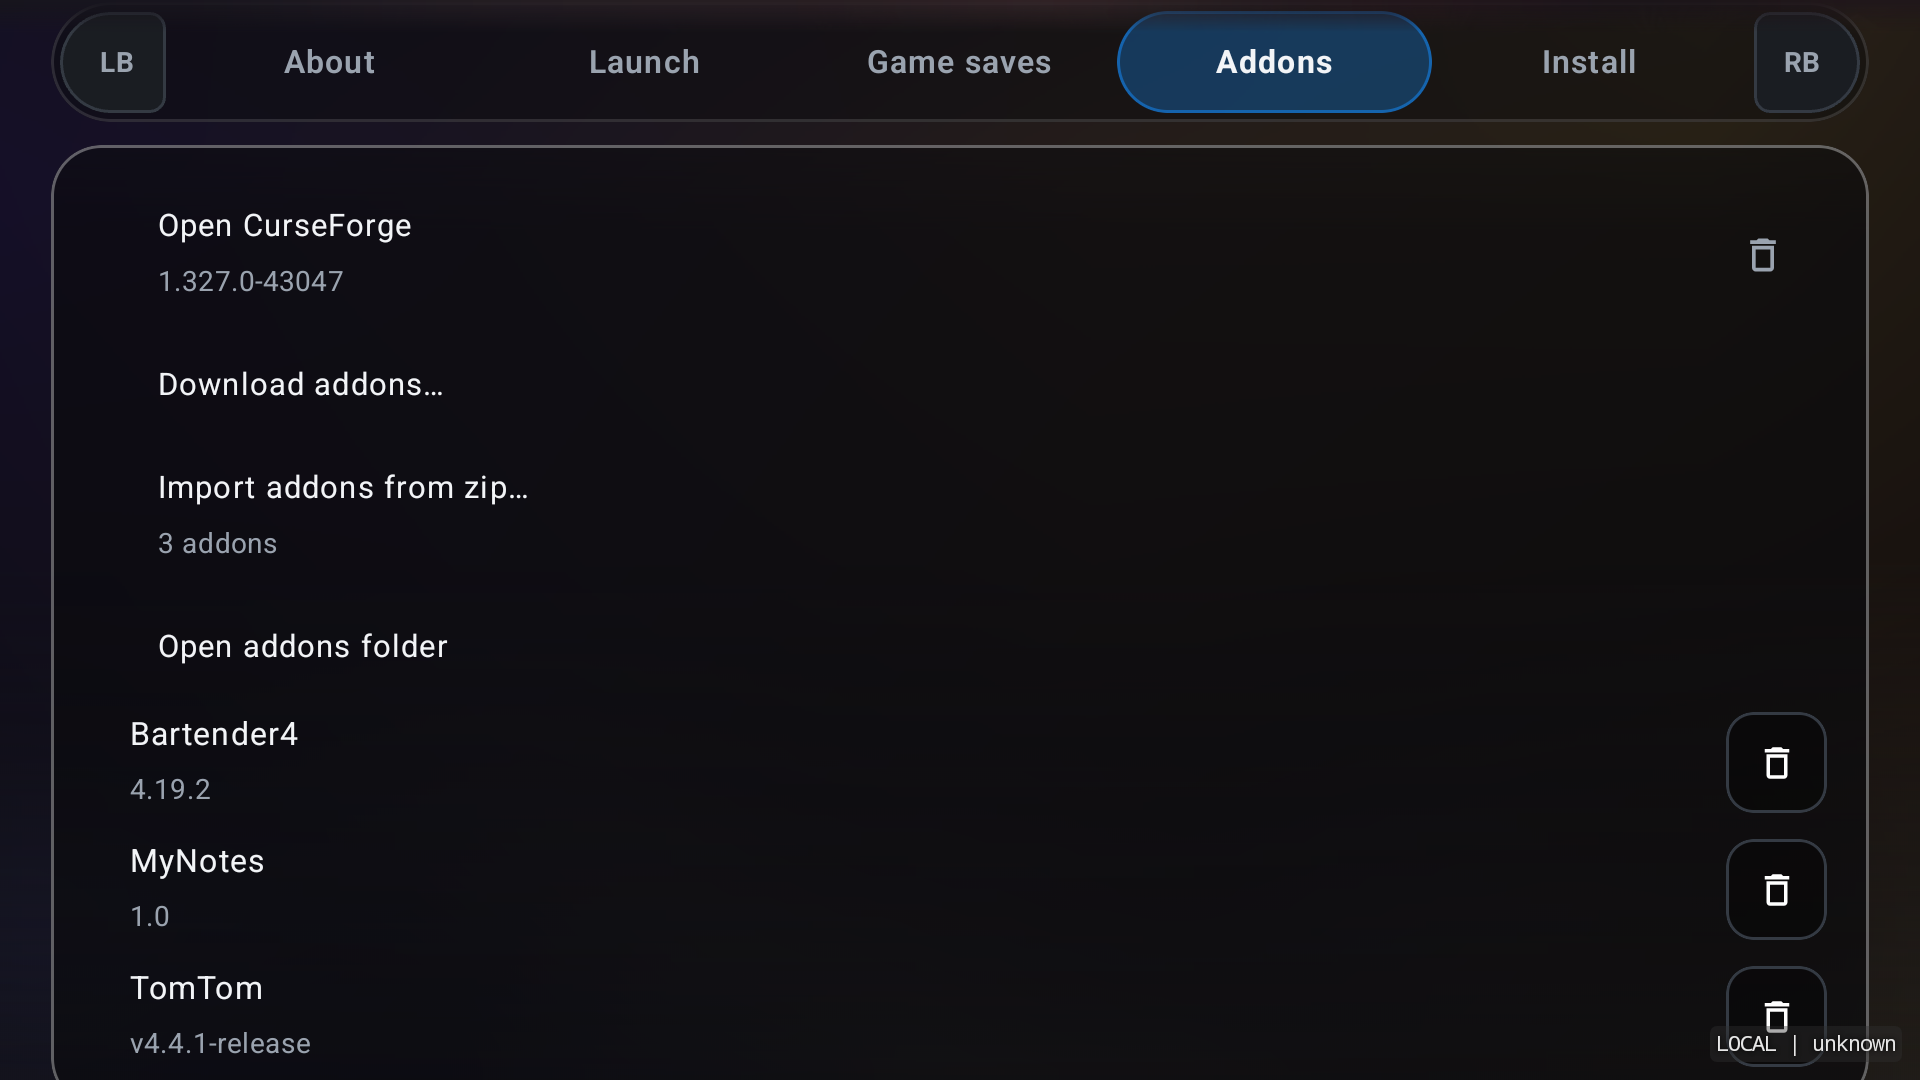 LB
About
Launch
Game saves
Addons
Install
RB
Open CurseForge
1.327.0-43047
Download addons…
Import addons from zip…
3 addons
Open addons folder
Bartender4
4.19.2
MyNotes
1.0
TomTom
v4.4.1-release
LOCAL | unknown